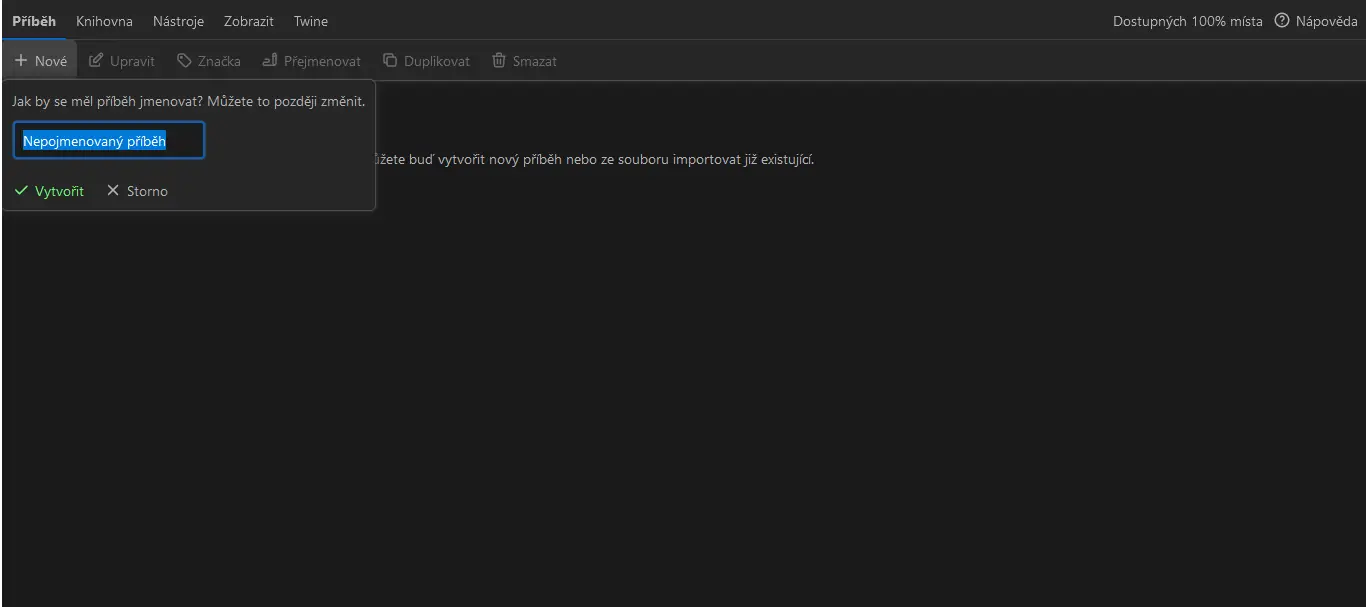 Příběh Knihovna Nástroje Zobrazit Twine Dostupných 100% místa Nápověda
Nové Upravit Značka Přejmenovat Duplikovat Smazat
Jak by se měl příběh jmenovat? Můžete to později změnit.
Nepojmenovaný příběh
žete buď vytvořit nový příběh nebo ze souboru importovat již existující.
Vytvořit Storno